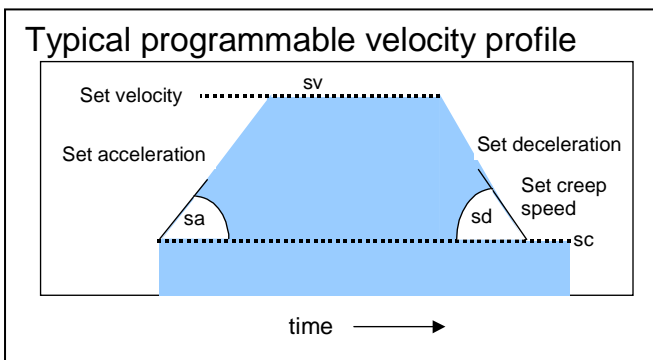 Typical programmable velocity profile
sv
Set velocity
Set acceleration
Set deceleration
Set creep
speed
sa
sd
sc
time